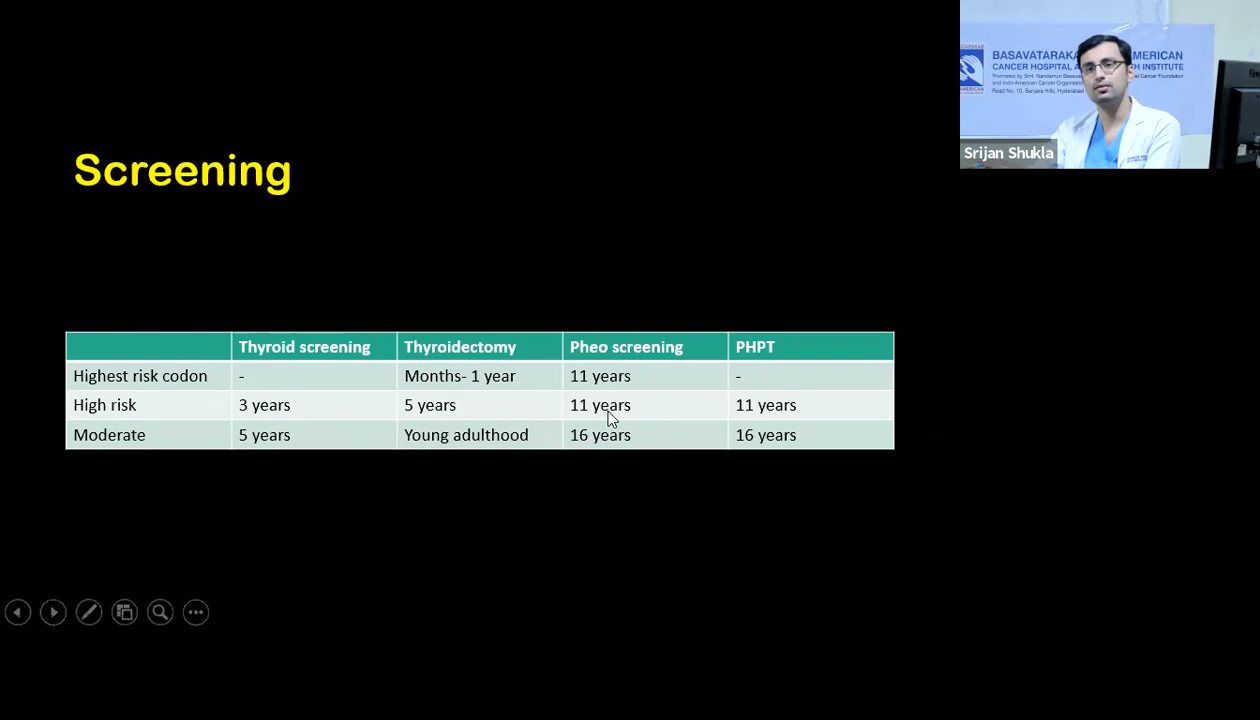 BASAVATARAKA AMERICAN
CANCER HOSPITAL A H INSTITUTE
Srijan Shukla
Screening
Thyroid screening Thyroidectomy Pheo screening PHPT
Highest risk codon - Months- 1 year 11 years -
High risk 3 years 5 years 11 years 11 years
Moderate 5 years Young adulthood 16 years 16 years